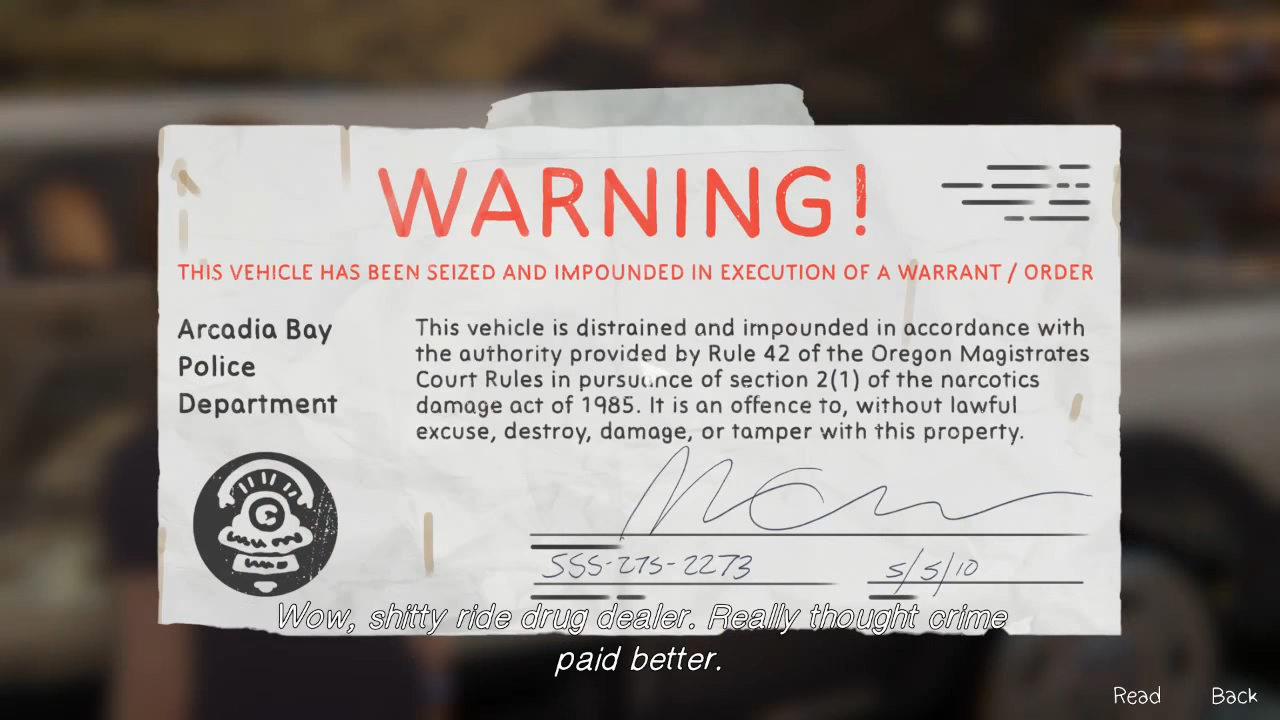 WARNING!
THIS VEHICLE HAS BEEN SEIZED AND IMPOUNDED IN EXECUTION OF A WARRANT / ORDER
Arcadia Bay
Police
Department
This vehicle is distrained and impounded in accordance with
the authority provided by Rule 42 of the Oregon Magistrates
Court Rules in pursuance of section 2(1) of the narcotics
damage act of 1985. It is an offence to, without lawful
excuse, destroy, damage, or tamper with this property.
555-275-2273
5/5/10
Wow, shitty ride drug dealer. Really thought crime
paid better.
Read Back